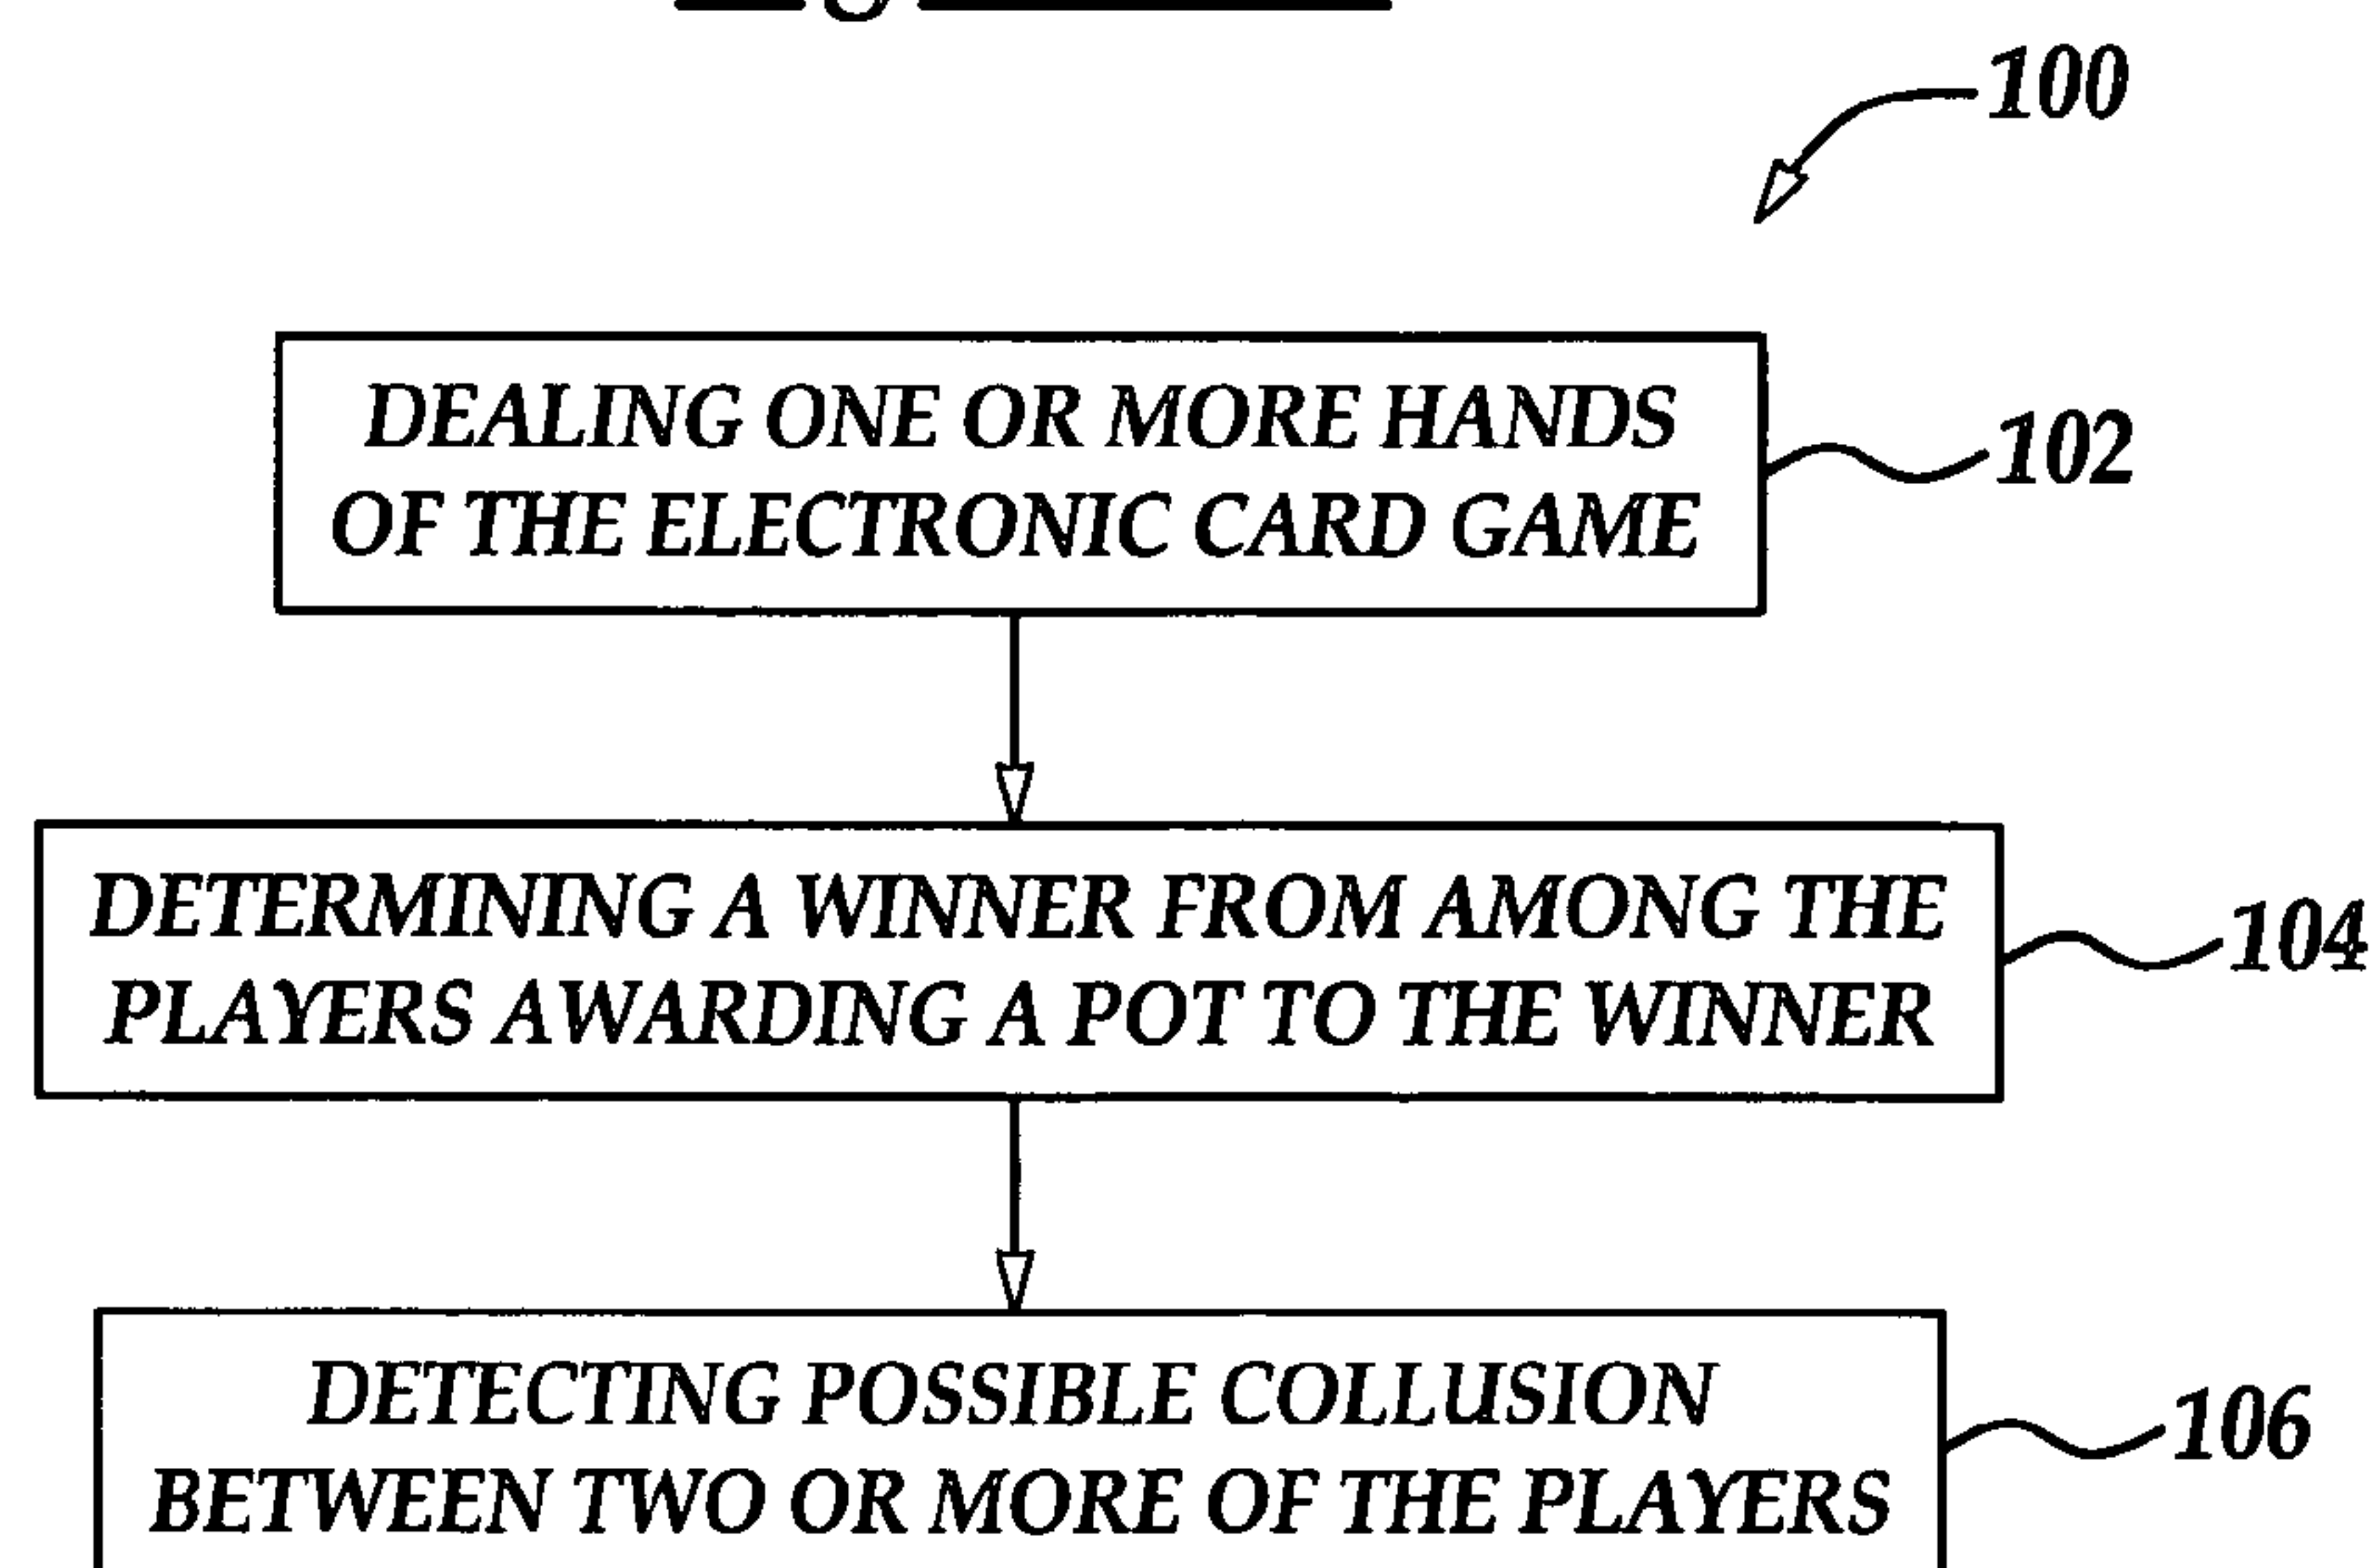 100
DEALING ONE OR MORE HANDS
OF THE ELECTRONIC CARD GAME
102
DETERMINING A WINNER FROM AMONG THE
PLAYERS AWARDING A POT TO THE WINNER
104
DETECTING POSSIBLE COLLUSION
BETWEEN TWO OR MORE OF THE PLAYERS
106